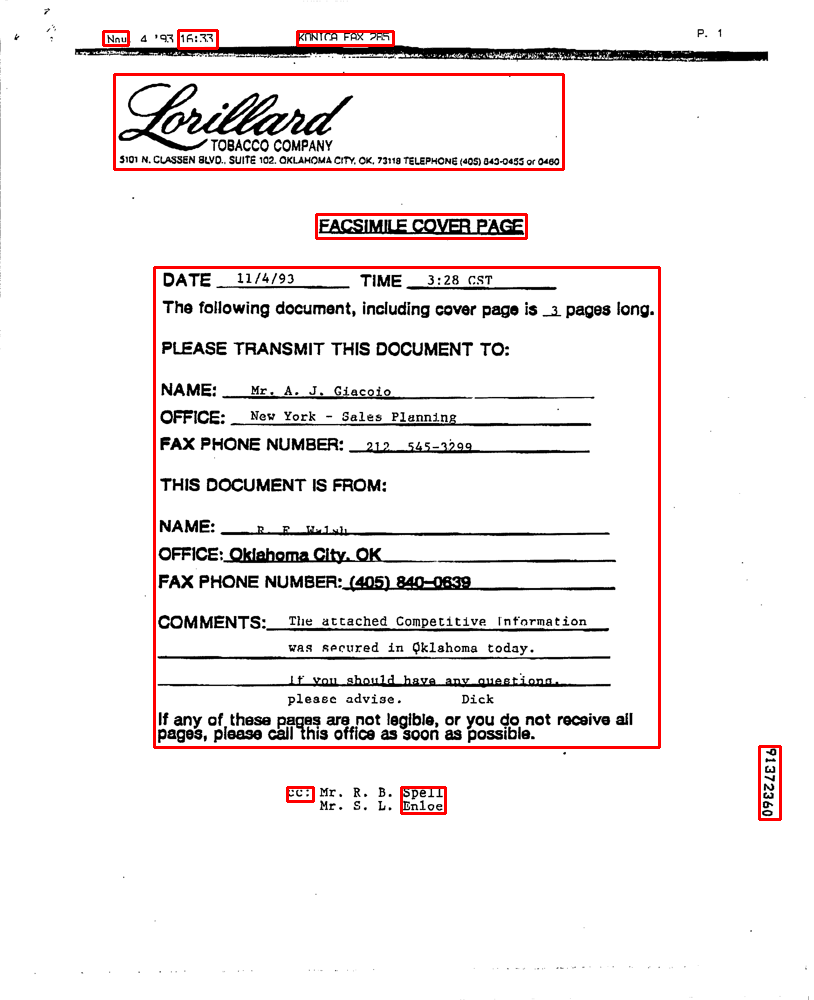 Nov 4 '93 16:33 KONICA FAX 265 P. 1
Lorillard
TOBACCO COMPANY
5101 N. CLASSEN BLVD., SUITE 102, OKLAHOMA CITY, OK, 73118 TELEPHONE (405) 843-0455 or 0460
FACSIMILE COVER PAGE
DATE 11/4/93 TIME 3:28 CST
The following document, including cover page is 3 pages long.
PLEASE TRANSMIT THIS DOCUMENT TO:
NAME: Mr. A. J. Giacoio
OFFICE: New York - Sales Planning
FAX PHONE NUMBER: 212 545-3299
THIS DOCUMENT IS FROM:
NAME: R. E. Welsh
OFFICE: Oklahoma City, OK
FAX PHONE NUMBER: (405) 840-0639
COMMENTS: The attached Competitive Information
was secured in Oklahoma today.
If you should have any questions,
please advise. Dick
If any of these pages are not legible, or you do not receive all
pages, please call this office as soon as possible.
cc: Mr. R. B. Spell
Mr. S. L. Enloe
91372360